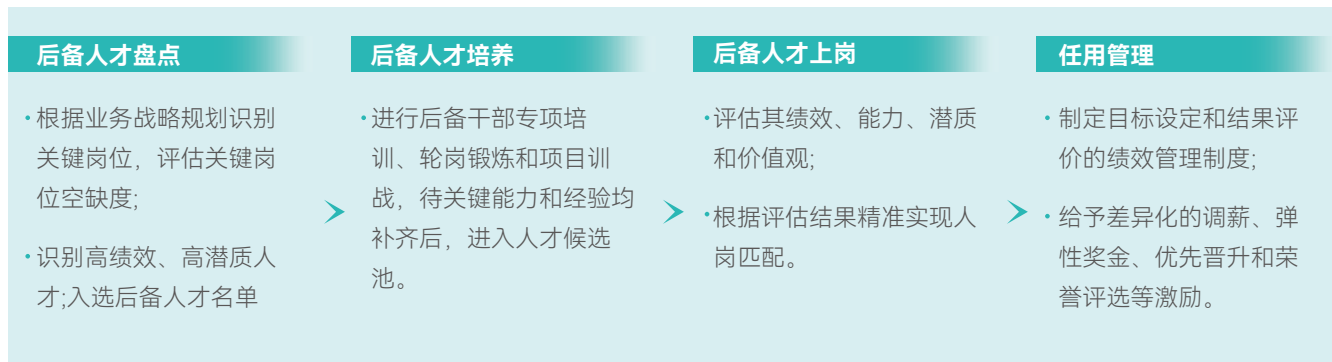 后备人才盘点
·根据业务战略规划识别
关键岗位，评估关键岗
位空缺度;
·识别高绩效、高潜质人
才;入选后备人才名单
后备人才培养
·进行后备干部专项培
训、轮岗锻炼和项目训
战，待关键能力和经验均
补齐后，进入人才候选
池。
后备人才上岗
·评估其绩效、能力、潜质
和价值观;
·根据评估结果精准实现人
岗匹配。
任用管理
·制定目标设定和结果评
价的绩效管理制度;
·给予差异化的调薪、弹
性奖金、优先晋升和荣
誉评选等激励。